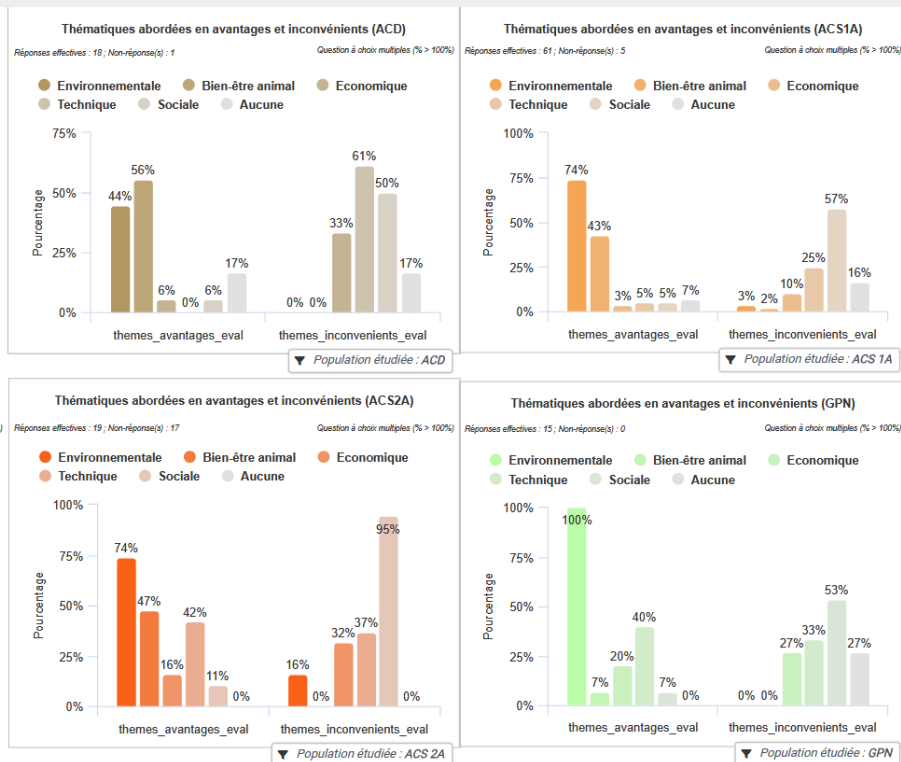 Thématiques abordées en avantages et inconvénients (ACD)
Réponses effectives : 18 ; Non-réponse(s) : 1
Question à choix multiples (% > 100%)
Environnementale Bien-être animal Economique
Technique Sociale Aucune
75%
50%
25%
0%
Pourcentage
44% 56% 6% 0% 6% 17%
0% 0% 33% 61% 50% 17%
themes_avantages_eval themes_inconvenients_eval
Population étudiée : ACD
Thématiques abordées en avantages et inconvénients (ACS1A)
Réponses effectives : 61 ; Non-réponse(s) : 5
Question à choix multiples (% > 100%)
Environnementale Bien-être animal Economique
Technique Sociale Aucune
100%
75%
50%
25%
0%
Pourcentage
74% 43% 3% 5% 5% 7%
3% 2% 10% 25% 57% 16%
themes_avantages_eval themes_inconvenients_eval
Population étudiée : ACS 1A
Thématiques abordées en avantages et inconvénients (ACS2A)
)
Réponses effectives : 19 ; Non-réponse(s) : 17
Question à choix multiples (% > 100%)
Environnementale Bien-être animal Economique
Technique Sociale Aucune
100%
75%
50%
25%
0%
Pourcentage
74% 47% 16% 42% 11% 0%
16% 0% 32% 37% 95% 0%
themes_avantages_eval themes_inconvenients_eval
Population étudiée : ACS 2A
Thématiques abordées en avantages et inconvénients (GPN)
Réponses effectives : 15 ; Non-réponse(s) : 0
Question à choix multiples (% > 100%)
Environnementale Bien-être animal Economique
Technique Sociale Aucune
100%
75%
50%
25%
0%
Pourcentage
100% 7% 20% 40% 7% 0%
0% 0% 27% 33% 53% 27%
themes_avantages_eval themes_inconvenients_eval
Population étudiée : GPN